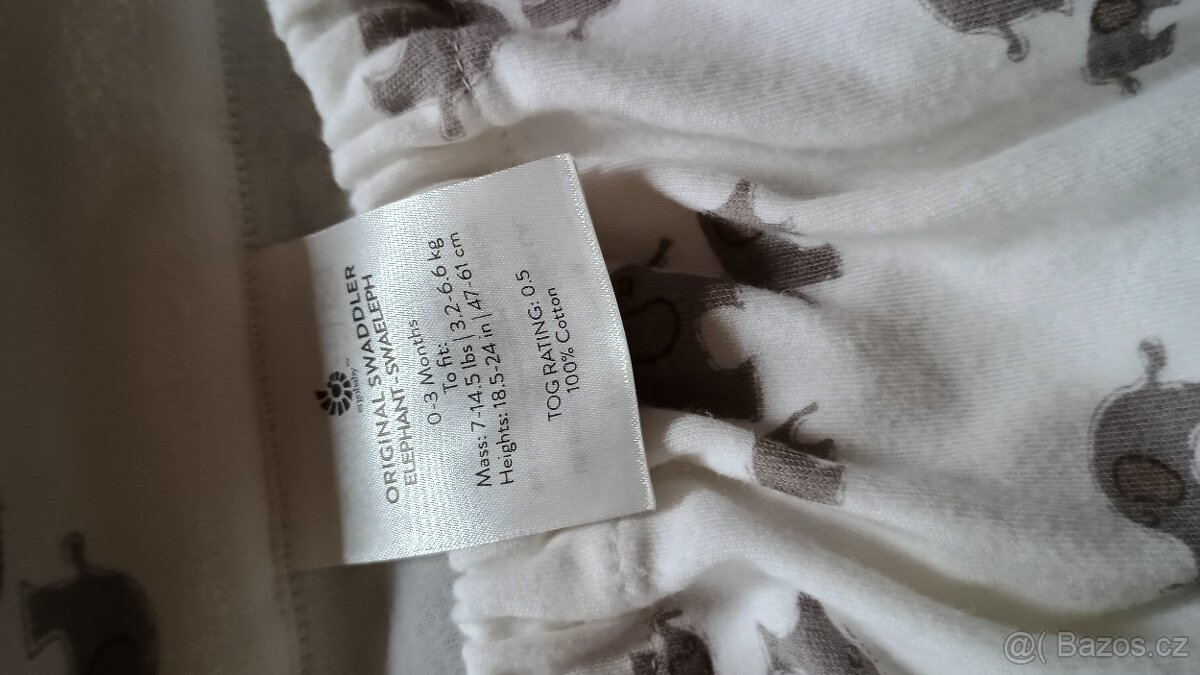 ergobaby
ORIGINAL SWADDLER
ELEPHANT-SWAELEPH
0-3 Months
To fit:
Mass: 7-14.5 lbs | 3.2-6.6 kg
Heights: 18.5-24 in | 47-61 cm
TOG RATING: 0.5
100% Cotton
@( Bazos.cz